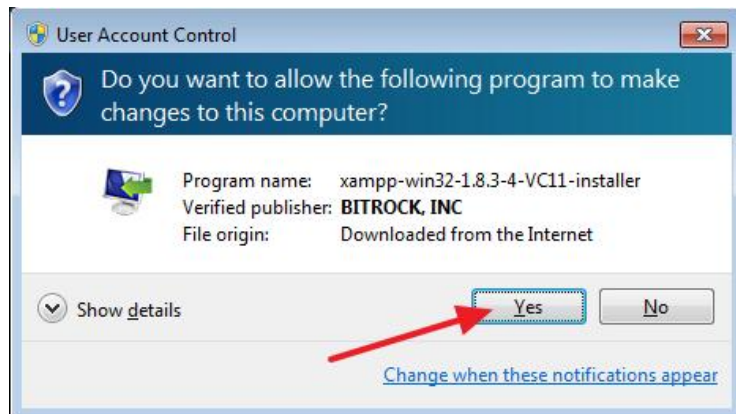 User Account Control
Do you want to allow the following program to make
changes to this computer?
Program name: xampp-win32-1.8.3-4-VC11-installer
Verified publisher: BITROCK, INC
File origin: Downloaded from the Internet
Show details
Yes No
Change when these notifications appear